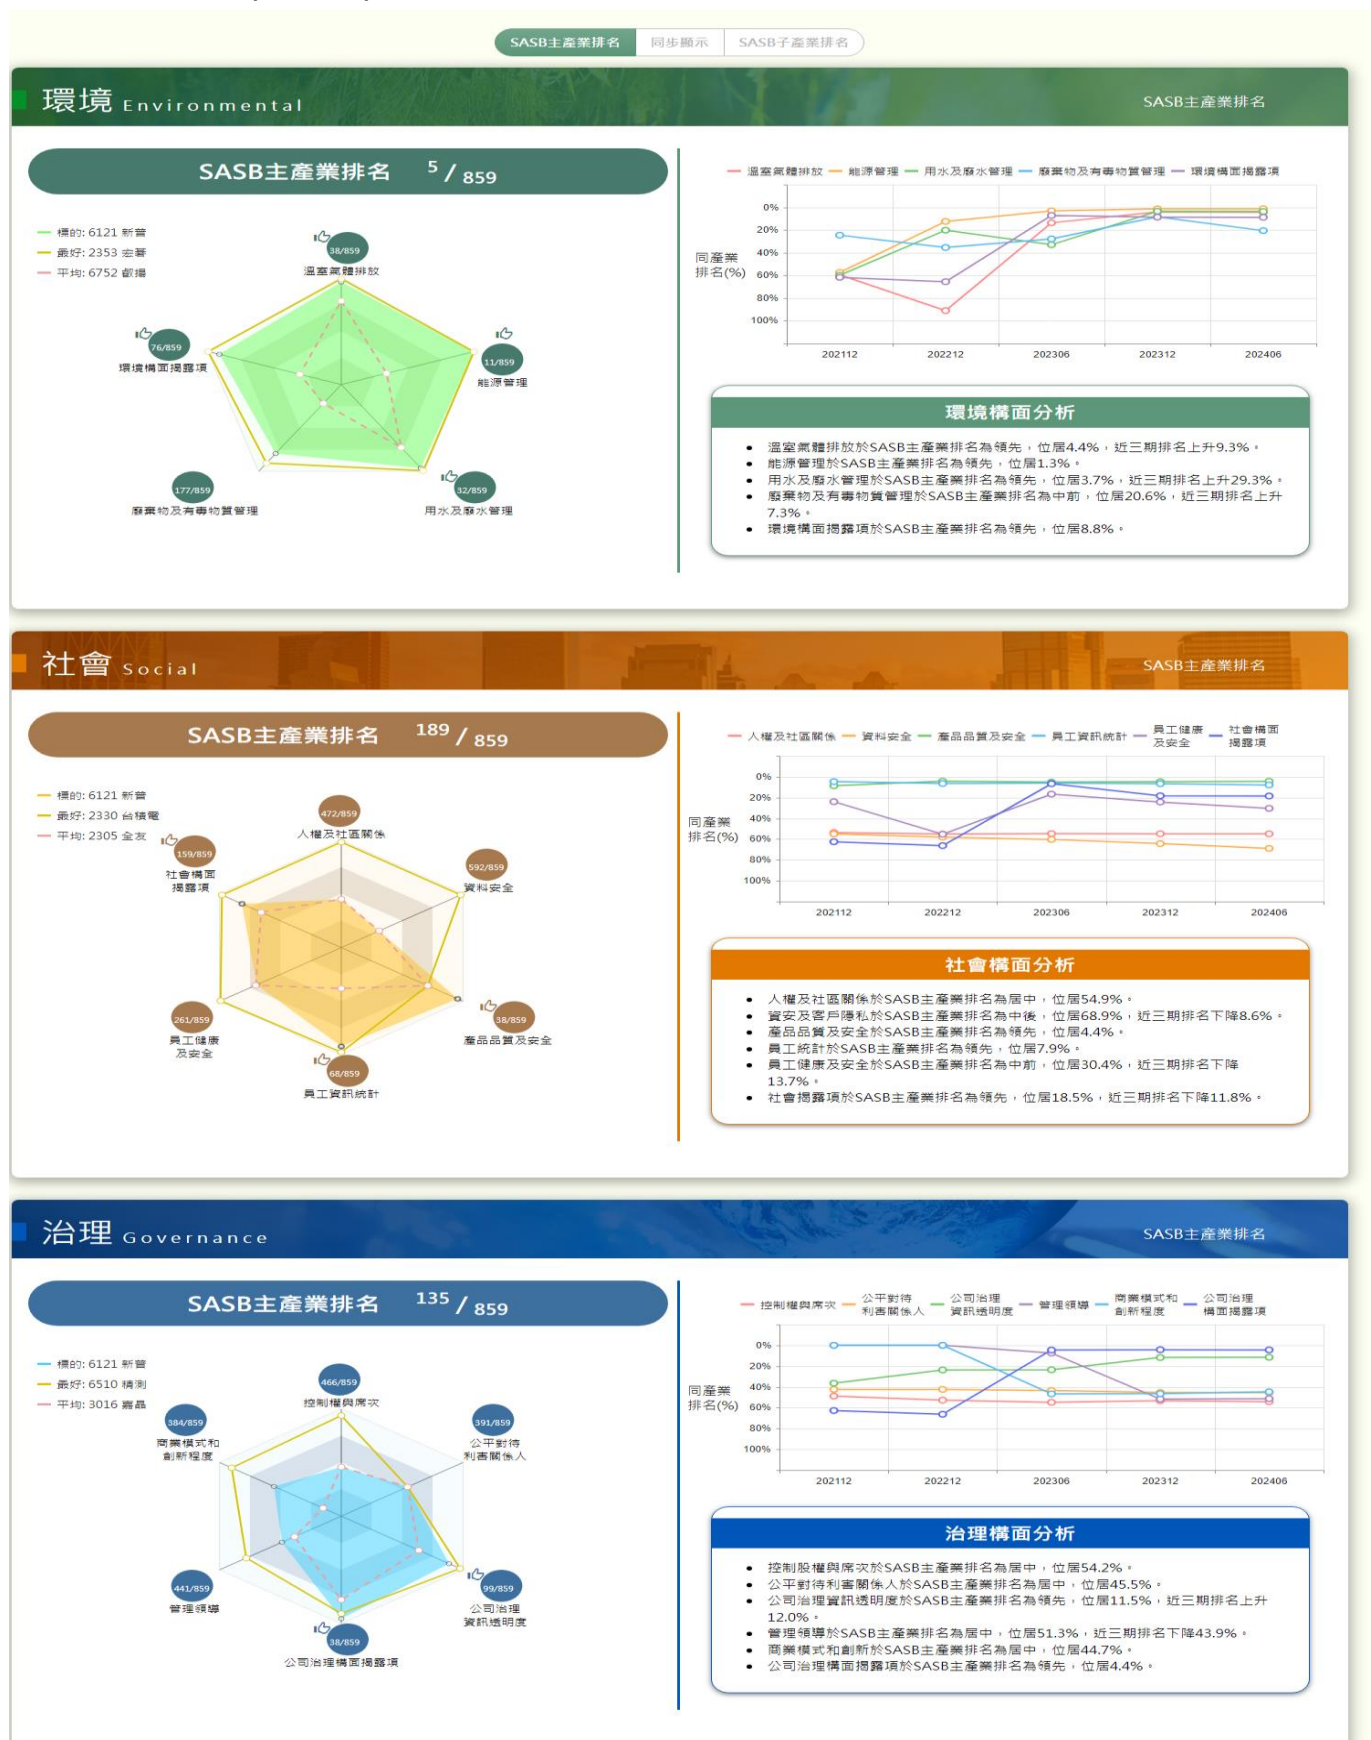 SASB主產業排名
同步顯示
SASB子產業排名
環境 Environmental
SASB主產業排名
SASB主產業排名 5 / 859
標的: 6121 新普
最好: 2353 宏碁
平均: 6752 叡揚
38/859
溫室氣體排放
11/859
能源管理
32/859
用水及廢水管理
177/859
廢棄物及有毒物質管理
76/859
環境構面揭露項
溫室氣體排放
能源管理
用水及廢水管理
廢棄物及有毒物質管理
環境構面揭露項
同產業
排名(%)
0%
20%
40%
60%
80%
100%
202112
202212
202306
202312
202406
環境構面分析
• 溫室氣體排放於SASB主產業排名為領先，位居4.4%，近三期排名上升9.3%。
• 能源管理於SASB主產業排名為領先，位居1.3%。
• 用水及廢水管理於SASB主產業排名為領先，位居3.7%，近三期排名上升29.3%。
• 廢棄物及有毒物質管理於SASB主產業排名為中前，位居20.6%，近三期排名上升
7.3%。
• 環境構面揭露項於SASB主產業排名為領先，位居8.8%。
社會 Social
SASB主產業排名
SASB主產業排名 189 / 859
標的: 6121 新普
最好: 2330 台積電
平均: 2305 全友
472/859
人權及社區關係
592/859
資料安全
38/859
產品品質及安全
68/859
員工資訊統計
261/859
員工健康
及安全
159/859
社會構面
揭露項
人權及社區關係
資料安全
產品品質及安全
員工資訊統計
員工健康
及安全
社會構面
揭露項
同產業
排名(%)
0%
20%
40%
60%
80%
100%
202112
202212
202306
202312
202406
社會構面分析
• 人權及社區關係於SASB主產業排名為居中，位居54.9%。
• 資安及客戶隱私於SASB主產業排名為中後，位居68.9%，近三期排名下降8.6%。
• 產品品質及安全於SASB主產業排名為領先，位居4.4%。
• 員工統計於SASB主產業排名為領先，位居7.9%。
• 員工健康及安全於SASB主產業排名為中前，位居30.4%，近三期排名下降
13.7%。
• 社會揭露項於SASB主產業排名為領先，位居18.5%，近三期排名下降11.8%。
治理 Governance
SASB主產業排名
SASB主產業排名 135 / 859
標的: 6121 新普
最好: 6510 精測
平均: 3016 嘉晶
466/859
控制權與席次
391/859
公平對待
利害關係人
99/859
公司治理
資訊透明度
38/859
公司治理構面揭露項
441/859
管理領導
384/859
商業模式和
創新程度
控制權與席次
公平對待
利害關係人
公司治理
資訊透明度
管理領導
商業模式和
創新程度
公司治理
構面揭露項
同產業
排名(%)
0%
20%
40%
60%
80%
100%
202112
202212
202306
202312
202406
治理構面分析
• 控制股權與席次於SASB主產業排名為居中，位居54.2%。
• 公平對待利害關係人於SASB主產業排名為居中，位居45.5%。
• 公司治理資訊透明度於SASB主產業排名為領先，位居11.5%，近三期排名上升
12.0%。
• 管理領導於SASB主產業排名為居中，位居51.3%，近三期排名下降43.9%。
• 商業模式和創新於SASB主產業排名為居中，位居44.7%。
• 公司治理構面揭露項於SASB主產業排名為領先，位居4.4%。